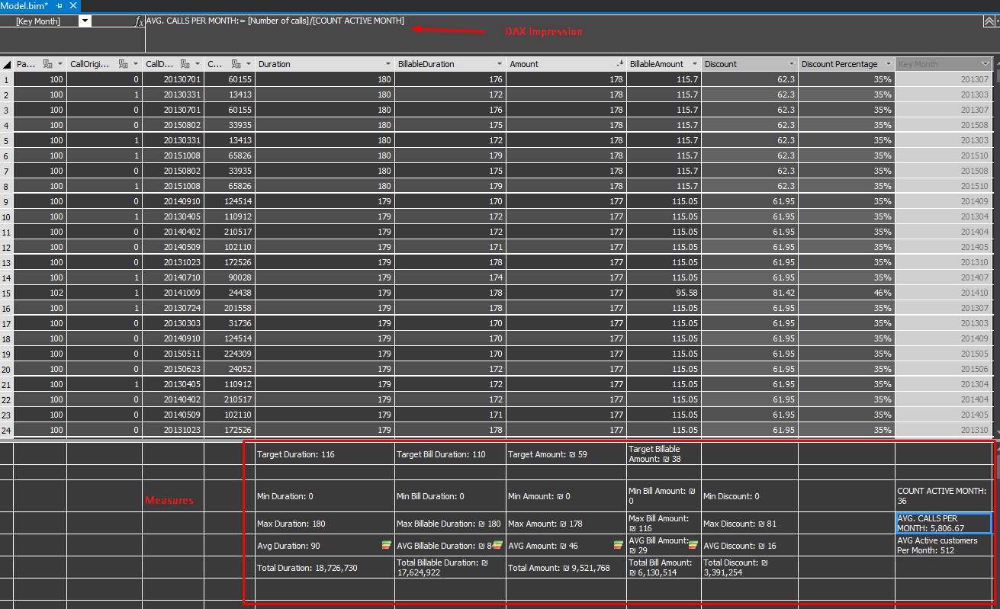 Model.bim*
[Key Month] fx AVG. CALLS PER MONTH:= [Number of calls]/[COUNT ACTIVE MONTH]
DAX Impression
Pa... CallOrigi... CallD... C... Duration BillableDuration Amount BillableAmount Discount Discount Percentage Key Month
1 100 0 20130701 60155 180 176 178 115.7 62.3 35% 201307
2 100 1 20130331 13413 180 172 178 115.7 62.3 35% 201303
3 100 0 20130701 60155 180 176 178 115.7 62.3 35% 201307
4 100 0 20150802 33935 180 175 178 115.7 62.3 35% 201508
5 100 1 20130331 13413 180 172 178 115.7 62.3 35% 201303
6 100 1 20151008 65826 180 179 178 115.7 62.3 35% 201510
7 100 0 20150802 33935 180 175 178 115.7 62.3 35% 201508
8 100 1 20151008 65826 180 179 178 115.7 62.3 35% 201510
9 100 0 20140910 124514 179 170 177 115.05 61.95 35% 201409
10 100 1 20130405 110912 179 172 177 115.05 61.95 35% 201304
11 100 0 20140402 210517 179 172 177 115.05 61.95 35% 201404
12 100 0 20140509 102110 179 171 177 115.05 61.95 35% 201405
13 100 0 20131023 172526 179 178 177 115.05 61.95 35% 201310
14 100 1 20140710 90028 179 174 177 115.05 61.95 35% 201407
15 102 1 20141009 24438 179 178 177 95.58 81.42 46% 201410
16 100 1 20130724 201558 179 178 177 115.05 61.95 35% 201307
17 100 0 20130303 31736 179 170 177 115.05 61.95 35% 201303
18 100 0 20140910 124514 179 170 177 115.05 61.95 35% 201409
19 100 0 20150511 224309 179 170 177 115.05 61.95 35% 201505
20 100 0 20150623 24052 179 172 177 115.05 61.95 35% 201506
21 100 1 20130405 110912 179 172 177 115.05 61.95 35% 201304
22 100 0 20140402 210517 179 172 177 115.05 61.95 35% 201404
23 100 0 20140509 102110 179 171 177 115.05 61.95 35% 201405
24 100 0 20131023 172526 179 178 177 115.05 61.95 35% 201310
Target Duration: 116 Target Bill Duration: 110 Target Amount: ₪ 59 Target Billable
Amount: ₪ 38
Measures
Min Duration: 0 Min Bill Duration: 0 Min Amount: ₪ 0 Min Bill Amount: ₪
0 Min Discount: 0 COUNT ACTIVE MONTH:
36
Max Duration: 180 Max Billable Duration: ₪ 180 Max Amount: ₪ 178 Max Bill Amount:
₪ 116 Max Discount: ₪ 81 AVG. CALLS PER
MONTH: 5,806.67
Avg Duration: 90 AVG Billable Duration: ₪ AVG Amount: ₪ 46 AVG Bill Amount:
₪ 29 AVG Discount: ₪ 16 AVG Active customers
Per Month: 512
Total Duration: 18,726,730 Total Billable Duration: ₪
17,624,922 Total Amount: ₪ 9,521,768 Total Bill Amount:
₪ 6,130,514 Total Discount: ₪
3,391,254